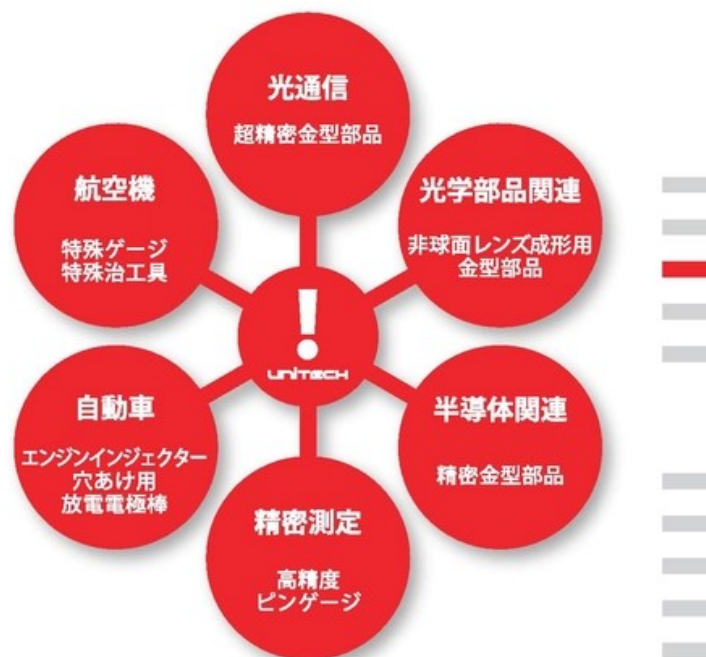 光通信
超精密金型部品
光学部品関連
非球面レンズ成形用
金型部品
半導体関連
精密金型部品
精密測定
高精度
ピンゲージ
自動車
エンジンインジェクター
穴あけ用
放電電極棒
航空機
特殊ゲージ
特殊治工具
!
UNITECH